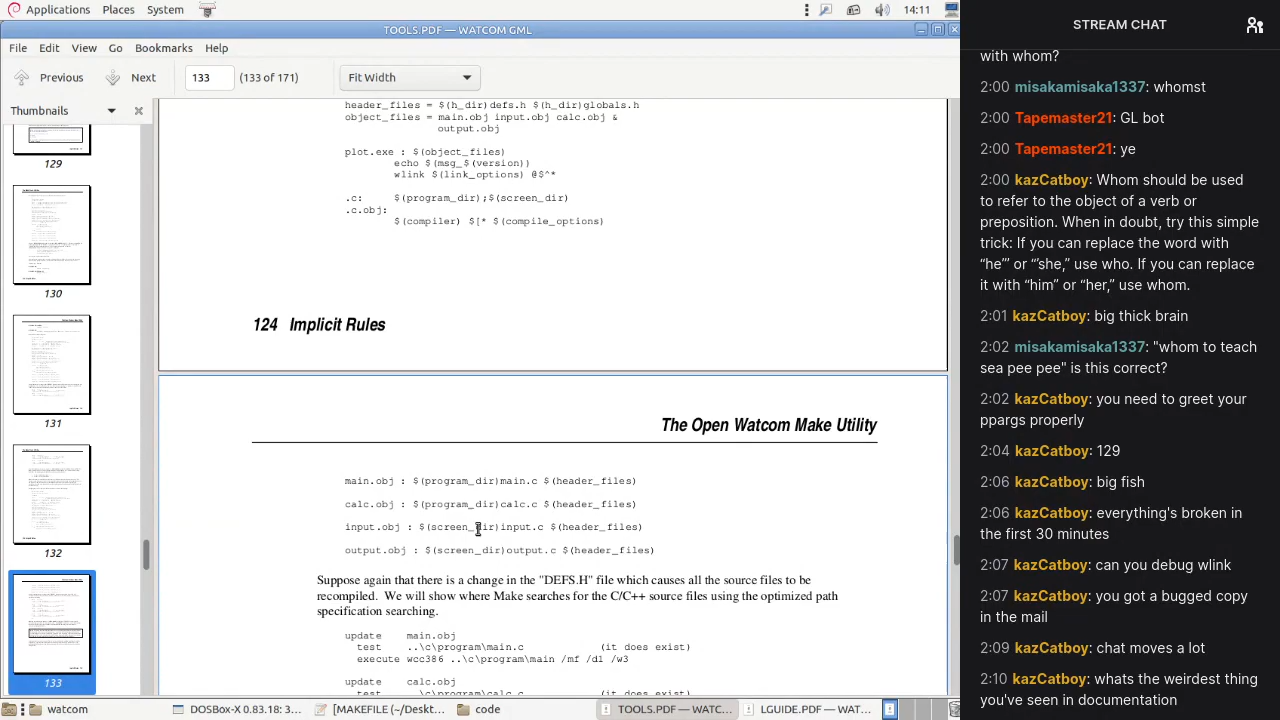 Applications Places System
14:11
TOOLS.PDF — WATCOM GML
File Edit View Go Bookmarks Help
Previous Next 133 (133 of 171) Fit Width
Thumbnails
129
130
131
132
133
header_files = $(h_dir)defs.h $(h_dir)globals.h
object_files = main.obj input.obj calc.obj &
output.obj
plot.exe : $(object_files)
echo $(msg_$(version))
wlink $(link_options) @$^*
.c: $(program_dir);$(screen_dir)
$(compiler) $(compile_options)
124 Implicit Rules
The Open Watcom Make Utility
main.obj : $(program_dir)main.c $(header_files)
calc.obj : $(program_dir)calc.c $(header_files)
input.obj : $(screen_dir)input.c $(header_files)
output.obj : $(screen_dir)output.c $(header_files)
Suppose again that there is a change in the "DEFS.H" file which causes all the source files to be
recompiled. We will show where Make searches for the C/C++ source files using the optimized path
specification searching.
update main.obj
test ..\c\program\main.c (it does exist)
execute wcc386 ..\c\program\main /mf /d1 /w3
update calc.obj
test ..\c\program\calc.c (it does exist)
watcom
DOSBox-X 0.83.18: 3...
[MAKEFILE (~/Deskt...
code
TOOLS.PDF — WATC...
LGUIDE.PDF — WAT...
STREAM CHAT
with whom?
2:00 misakamisaka1337: whomst
2:00 Tapemaster21: GL bot
2:00 Tapemaster21: ye
2:00 kazCatboy: Whom should be used
to refer to the object of a verb or
preposition. When in doubt, try this simple
trick: If you can replace the word with
“he”’ or “’she,” use who. If you can replace
it with “him” or “her,” use whom.
2:01 kazCatboy: big thick brain
2:02 misakamisaka1337: "whom to teach
sea pee pee" is this correct?
2:02 kazCatboy: you need to greet your
ppargs properly
2:04 kazCatboy: 129
2:06 kazCatboy: big fish
2:06 kazCatboy: everything's broken in
the first 30 minutes
2:07 kazCatboy: can you debug wlink
2:07 kazCatboy: you got a bugged copy
in the mail
2:09 kazCatboy: chat moves a lot
2:10 kazCatboy: whats the weirdest thing
you've seen in documentation